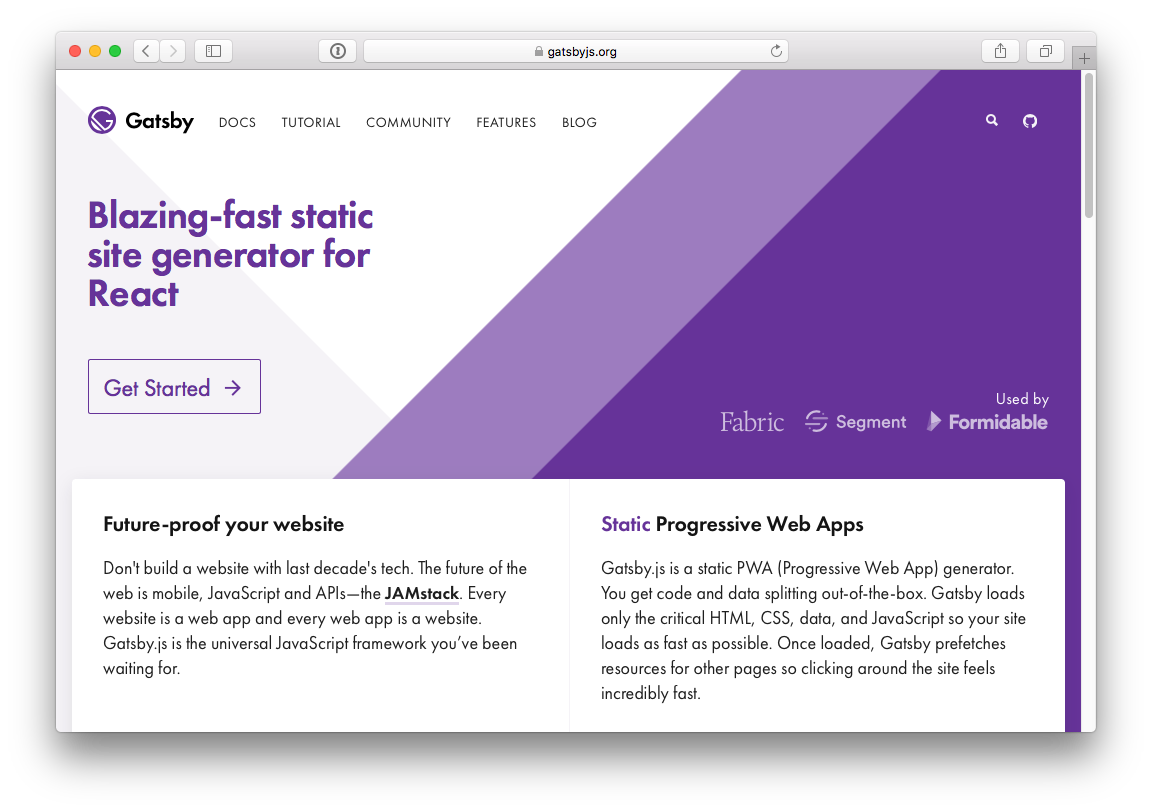 gatsbyjs.org
Gatsby DOCS TUTORIAL COMMUNITY FEATURES BLOG
Blazing-fast static
site generator for
React
Get Started →
Used by
Fabric Segment Formidable
Future-proof your website
Don't build a website with last decade's tech. The future of the
web is mobile, JavaScript and APIs—the JAMstack. Every
website is a web app and every web app is a website.
Gatsby.js is the universal JavaScript framework you’ve been
waiting for.
Static Progressive Web Apps
Gatsby.js is a static PWA (Progressive Web App) generator.
You get code and data splitting out-of-the-box. Gatsby loads
only the critical HTML, CSS, data, and JavaScript so your site
loads as fast as possible. Once loaded, Gatsby prefetches
resources for other pages so clicking around the site feels
incredibly fast.